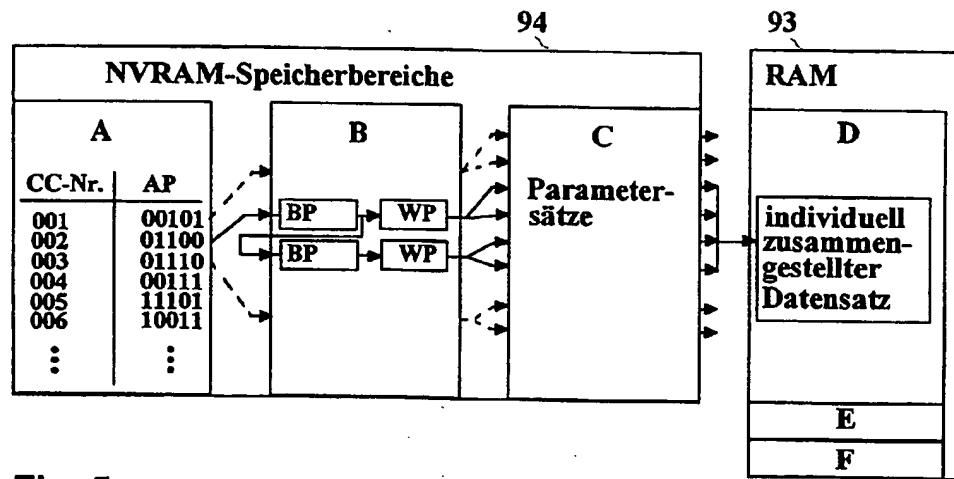 94
93
NVRAM-Speicherbereiche
RAM
A
B
C
D
CC-Nr. AP
001 00101
002 01100
003 01110
004 00111
005 11101
006 10011
BP WP
BP WP
Parameter-
sätze
individuell
zusammen-
gestellter
Datensatz
E
F